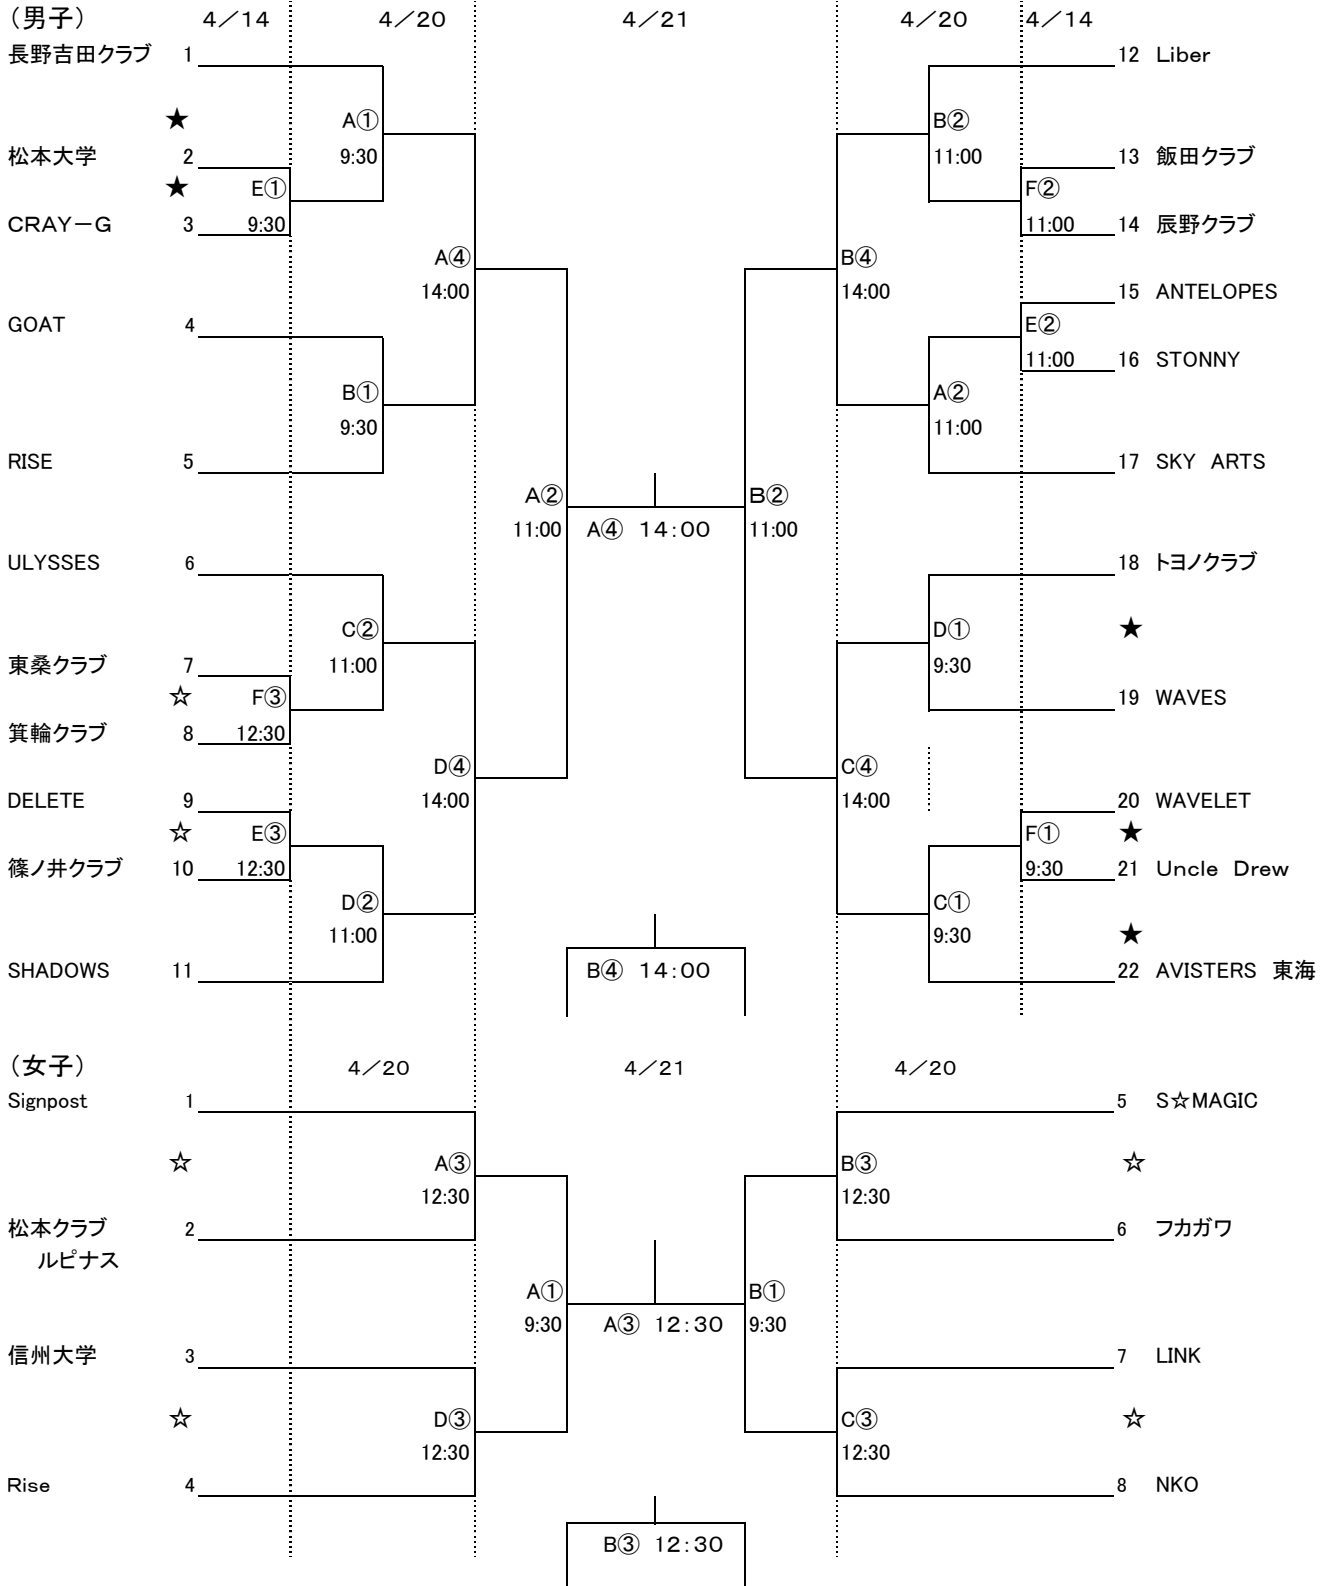 （男子） 4／14 4／20 4／21 4／20 4／14
長野吉田クラブ 1 12 Liber
★ A① B②
松本大学 2 9:30 11:00 13 飯田クラブ
★ E① F②
CRAY－G 3 9:30 11:00 14 辰野クラブ
A④ B④
14:00 14:00 15 ANTELOPES
GOAT 4 E②
11:00 16 STONNY
B① A②
9:30 11:00
RISE 5 17 SKY ARTS
A② B②
11:00 A④ 14:00 11:00
ULYSSES 6 18 トヨノクラブ
C② D① ★
東桑クラブ 7 11:00 9:30
☆ F③ 19 WAVES
箕輪クラブ 8 12:30
D④ C④
DELETE 9 14:00 14:00 20 WAVELET
☆ E③ F① ★
篠ノ井クラブ 10 12:30 9:30 21 Uncle Drew
D② C①
11:00 9:30 ★
SHADOWS 11 B④ 14:00 22 AVISTERS 東海
（女子） 4／20 4／21 4／20
Signpost 1 5 S☆MAGIC
☆ A③ B③ ☆
12:30 12:30
松本クラブ 2 6 フカガワ
ルピナス
A① B①
9:30 A③ 12:30 9:30
信州大学 3 7 LINK
☆ D③ C③ ☆
12:30 12:30
Rise 4 8 NKO
B③ 12:30